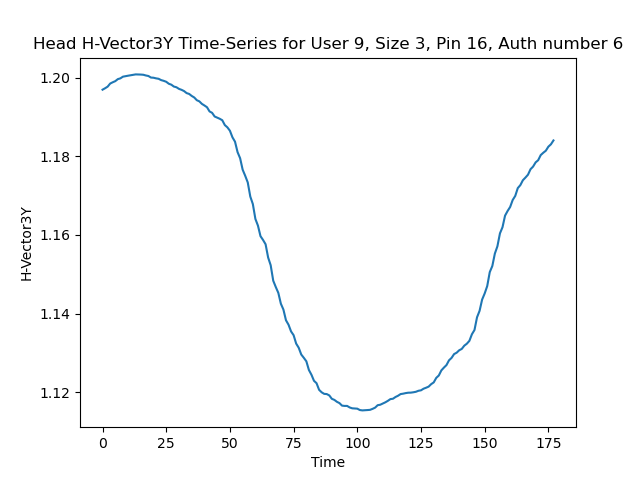 Head H-Vector3Y Time-Series for User 9, Size 3, Pin 16, Auth number 6
1.20
1.18
1.16
1.14
1.12
H-Vector3Y
0 25 50 75 100 125 150 175
Time